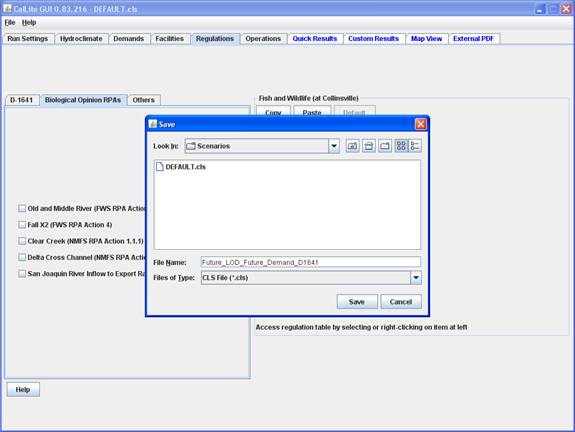 CalLite GUI 0.83.216 - DEFAULT.cls
File Help
Run Settings Hydroclimate Demands Facilities Regulations Operations Quick Results Custom Results Map View External PDF
D-1641 Biological Opinion RPAs Others
Fish and Wildlife (at Collinsville)
Copy Paste Default
Save
Look In: Scenarios
DEFAULT.cls
Old and Middle River (FWS RPA Action
Fall X2 (FWS RPA Action 4)
Clear Creek (NMFS RPA Action 1.1.1)
Delta Cross Channel (NMFS RPA Actio
San Joaquin River Inflow to Export Ra
File Name: Future_LOD_Future_Demand_D1641
Files of Type: CLS File (*.cls)
Save Cancel
Access regulation table by selecting or right-clicking on item at left
Help